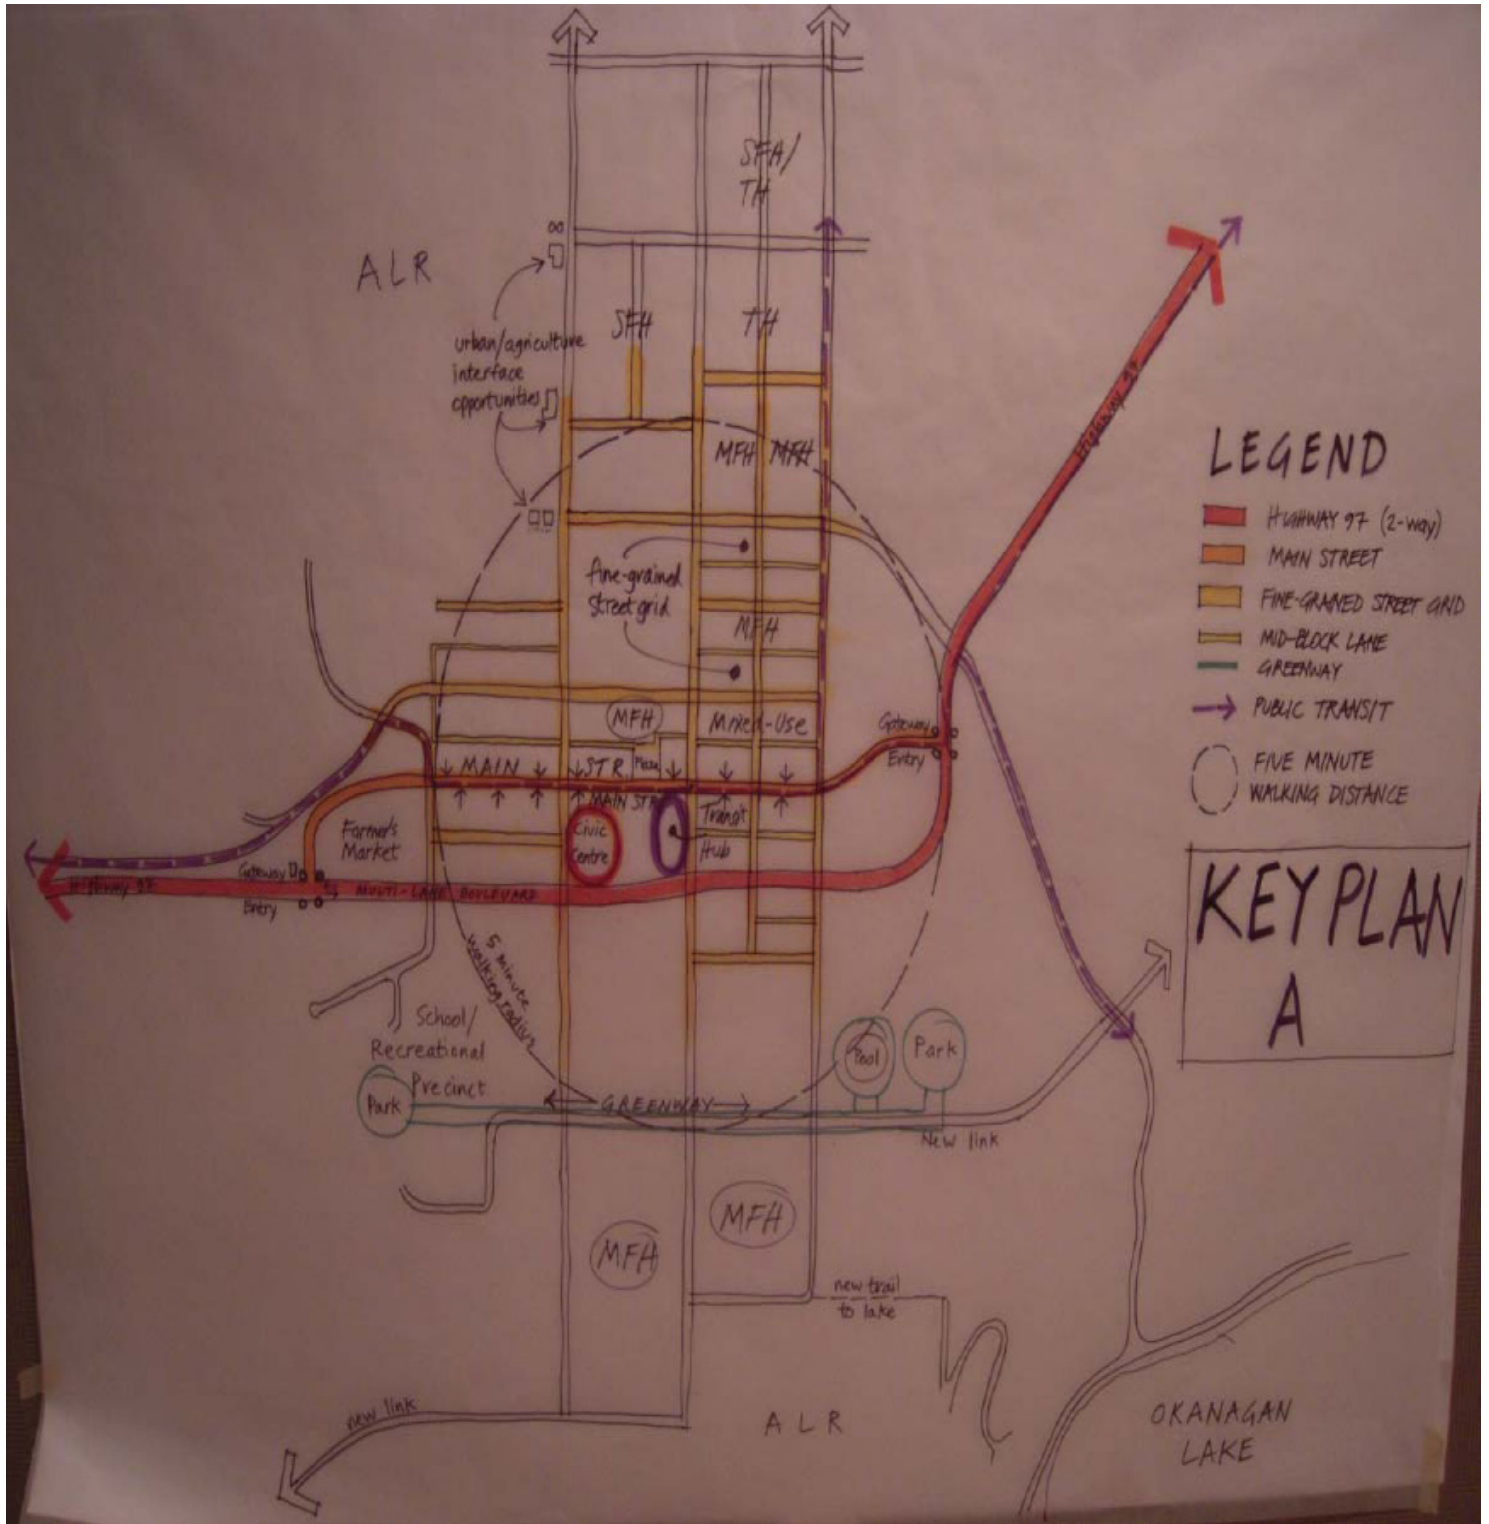 SFH/
TH
ALR
urban/agriculture
interface
opportunities
SFH
TH
MFH
MFH
Highway 97
fine-grained
street grid
MFH
MFH
Mixed-Use
Gateway
Entry
MAIN STR.
Plaza
MAIN STR
Transit
Hub
Civic
Centre
Farmer's
Market
Gateway
Entry
Highway 97
MULTI-LANE BOULEVARD
5 minute
walking radius
School/
Recreational
Precinct
Park
GREENWAY
Pool
Park
New link
MFH
MFH
new trail
to lake
new link
ALR
OKANAGAN
LAKE
LEGEND
HIGHWAY 97 (2-way)
MAIN STREET
FINE-GRAINED STREET GRID
MID-BLOCK LANE
GREENWAY
PUBLIC TRANSIT
FIVE MINUTE
WALKING DISTANCE
KEY PLAN
A